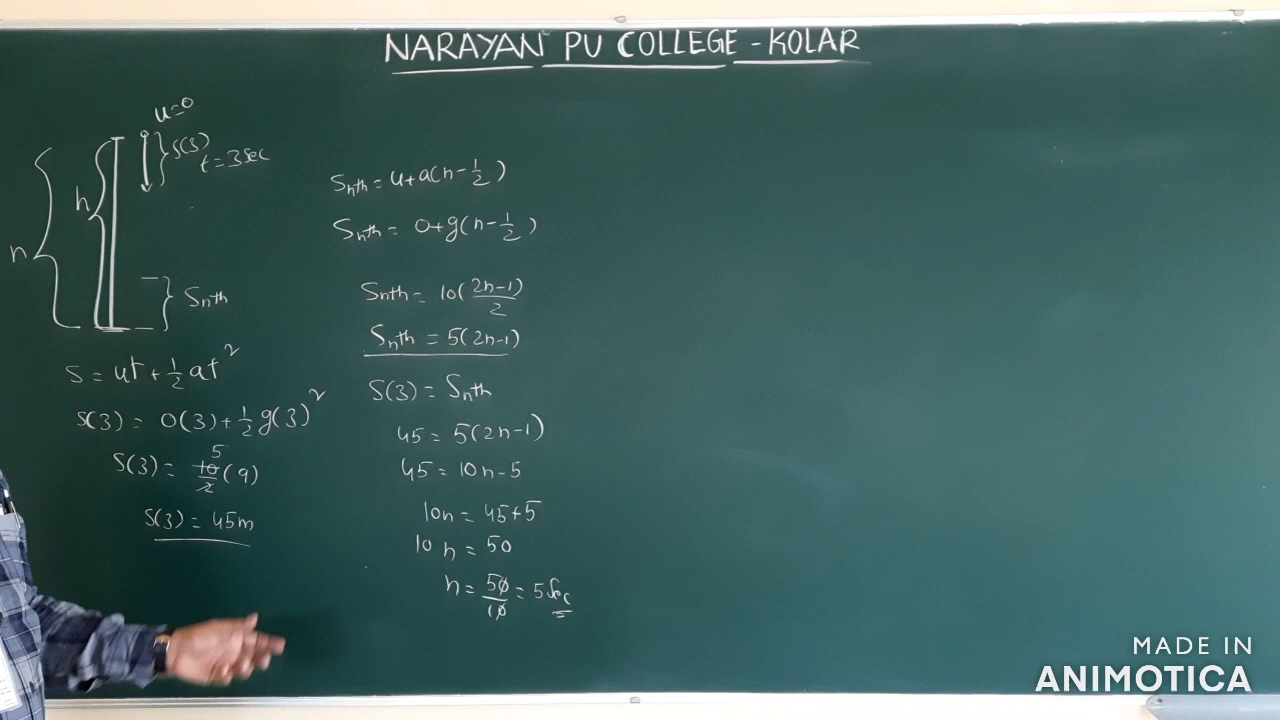 NARAYAN PU COLLEGE - KOLAR
u=0
S(3)
t=3sec
h
n
Snth
S = ut + 1/2 at²
S(3) = 0(3) + 1/2 g(3)²
S(3) = 5 10/2 (9)
S(3) = 45m
Snth = u+a(n-1/2)
Snth = 0+g(n-1/2)
Snth = 10(2n-1/2)
Snth = 5(2n-1)
S(3) = Snth
45 = 5(2n-1)
45 = 10n-5
10n = 45+5
10n = 50
n = 50/10 = 5 Sec
MADE IN
ANIMOTICA